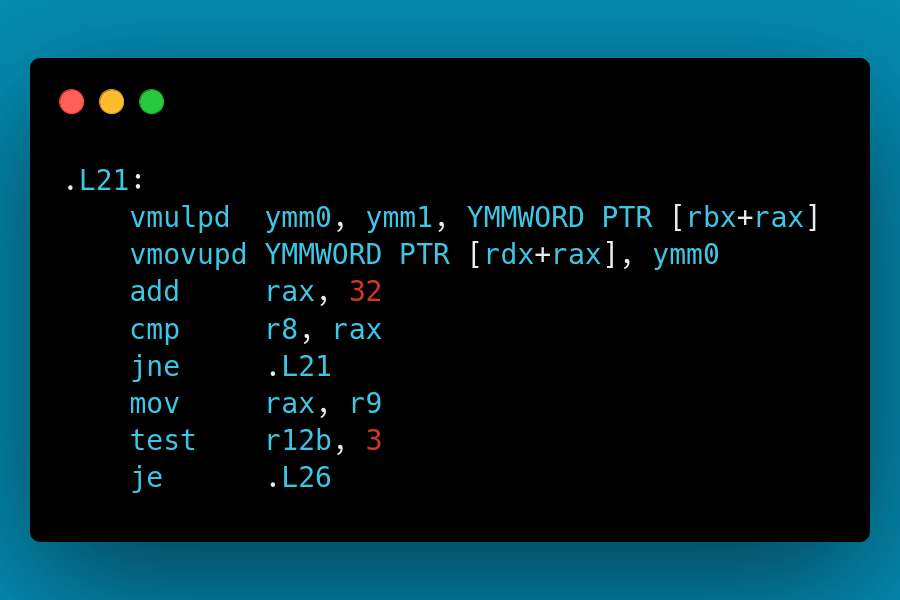 .L21:
    vmulpd  ymm0, ymm1, YMMWORD PTR [rbx+rax]
    vmovupd YMMWORD PTR [rdx+rax], ymm0
    add     rax, 32
    cmp     r8, rax
    jne     .L21
    mov     rax, r9
    test    r12b, 3
    je      .L26